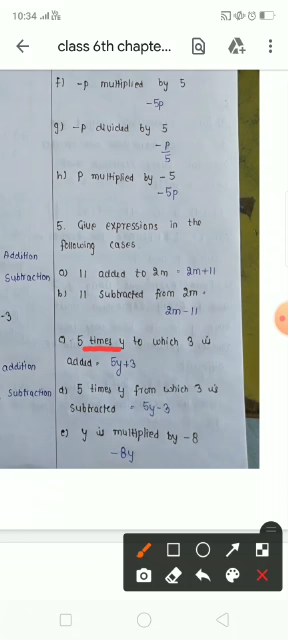 10:34
class 6th chapte...
f) -p multiplied by 5
-5p
g) -p divided by 5
-p/5
h) p multiplied by -5
-5p
5. Give expressions in the
following cases
Addition
a) 11 added to 2m = 2m+11
Subtraction
b) 11 subtracted from 2m.
2m-11
-3
c) 5 times y to which 3 is
added = 5y+3
addition
Subtraction
d) 5 times y from which 3 is
subtracted = 5y-3
e) y is multiplied by -8
-8y